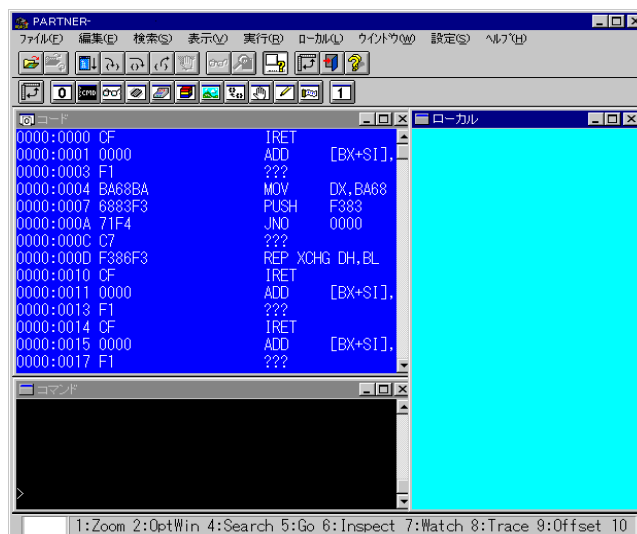 PARTNER-
ファイル(F) 編集(E) 検索(S) 表示(V) 実行(R) ローカル(L) ウインドウ(W) 設定(S) ヘルプ(H)
0 :CMD 1
コード
0000:0000 CF IRET
0000:0001 0000 ADD [BX+SI],
0000:0003 F1 ???
0000:0004 BA68BA MOV DX,BA68
0000:0007 6883F3 PUSH F383
0000:000A 71F4 JNO 0000
0000:000C C7 ???
0000:000D F386F3 REP XCHG DH,BL
0000:0010 CF IRET
0000:0011 0000 ADD [BX+SI],
0000:0013 F1 ???
0000:0014 CF IRET
0000:0015 0000 ADD [BX+SI],
0000:0017 F1 ???
ローカル
コマンド
>
1:Zoom 2:OptWin 4:Search 5:Go 6:Inspect 7:Watch 8:Trace 9:Offset 10